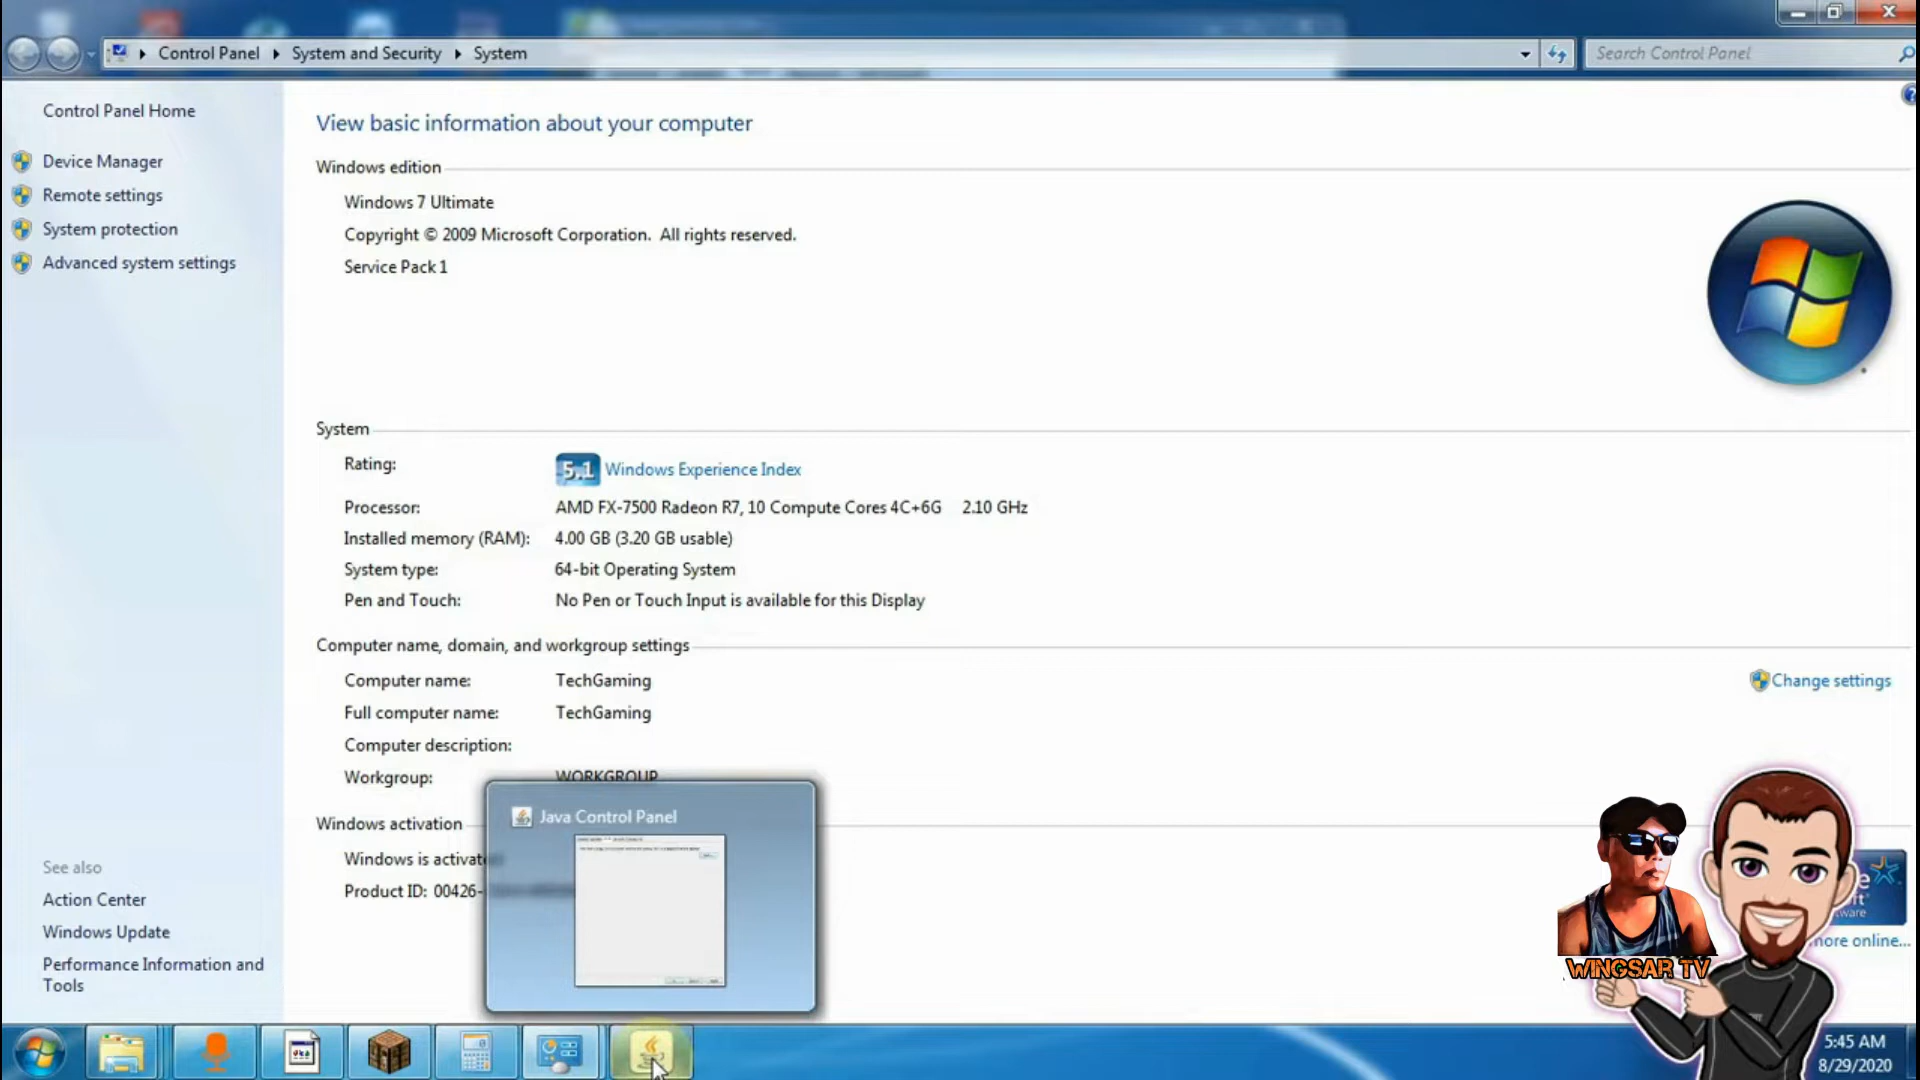 Control Panel
System and Security
System
Search Control Panel
Control Panel Home
Device Manager
Remote settings
System protection
Advanced system settings
View basic information about your computer
Windows edition
Windows 7 Ultimate
Copyright © 2009 Microsoft Corporation.  All rights reserved.
Service Pack 1
System
Rating:
5.1 Windows Experience Index
Processor:
AMD FX-7500 Radeon R7, 10 Compute Cores 4C+6G    2.10 GHz
Installed memory (RAM):
4.00 GB (3.20 GB usable)
System type:
64-bit Operating System
Pen and Touch:
No Pen or Touch Input is available for this Display
Computer name, domain, and workgroup settings
Computer name:
TechGaming
Change settings
Full computer name:
TechGaming
Computer description:
Workgroup:
WORKGROUP
Windows activation
Windows is activate
Product ID: 00426-
Java Control Panel
See also
Action Center
Windows Update
Performance Information and
Tools
more online...
WINGSAR TV
5:45 AM
8/29/2020